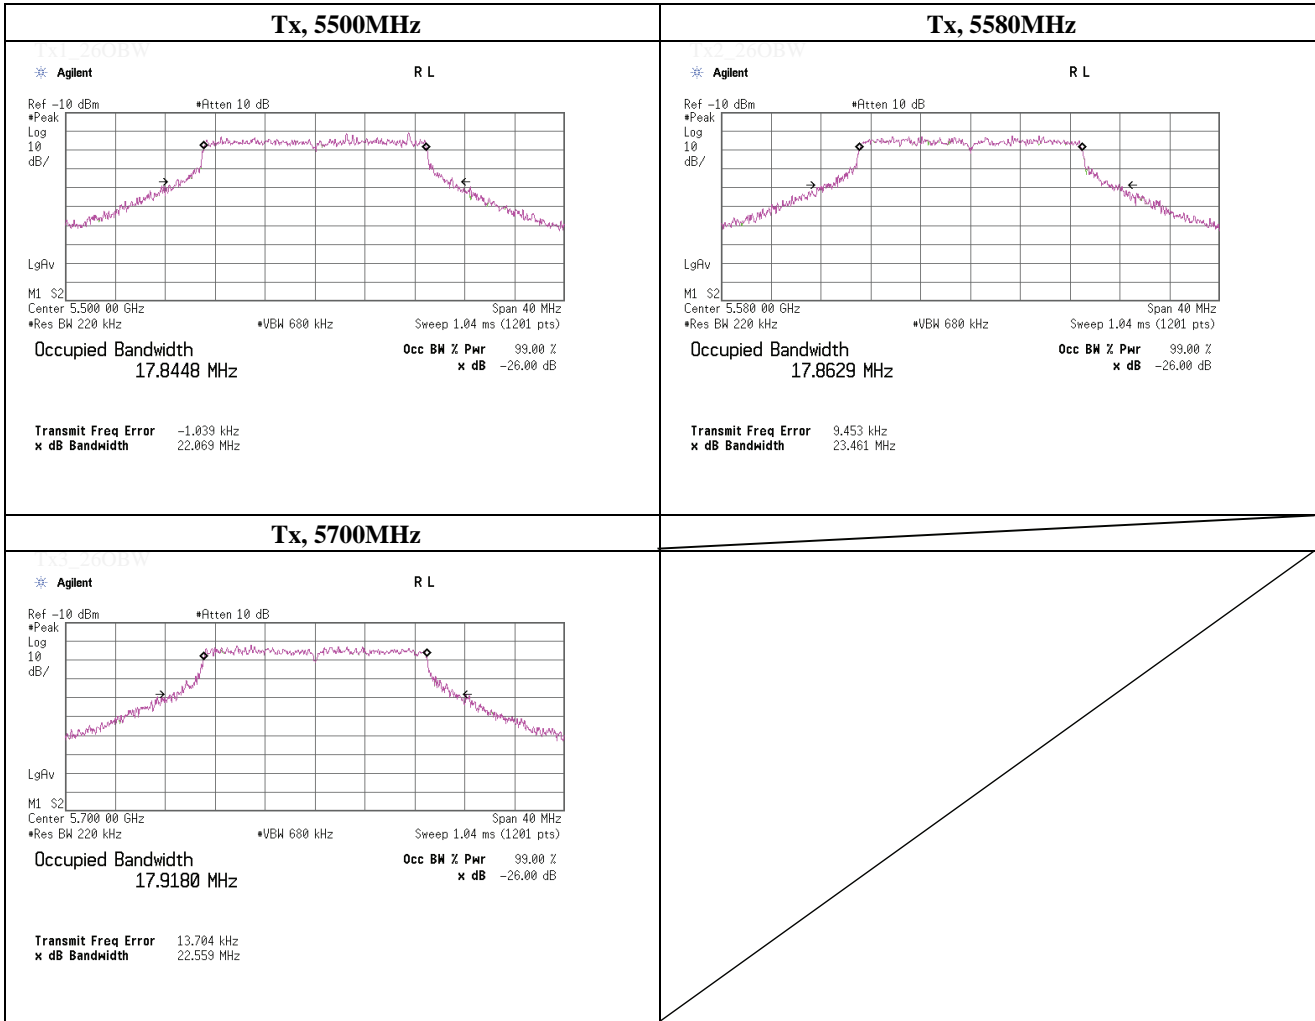 Tx, 5500MHz
Tx1_26OBW
Agilent R L
Ref -10 dBm #Atten 10 dB
#Peak
Log
10
dB/
LgAv
M1 S2
Center 5.500 00 GHz Span 40 MHz
#Res BW 220 kHz #VBW 680 kHz Sweep 1.04 ms (1201 pts)
Occupied Bandwidth Occ BW % Pwr 99.00 %
17.8448 MHz x dB -26.00 dB
Transmit Freq Error -1.039 kHz
x dB Bandwidth 22.069 MHz
Tx, 5580MHz
Tx2_26OBW
Agilent R L
Ref -10 dBm #Atten 10 dB
#Peak
Log
10
dB/
LgAv
M1 S2
Center 5.580 00 GHz Span 40 MHz
#Res BW 220 kHz #VBW 680 kHz Sweep 1.04 ms (1201 pts)
Occupied Bandwidth Occ BW % Pwr 99.00 %
17.8629 MHz x dB -26.00 dB
Transmit Freq Error 9.453 kHz
x dB Bandwidth 23.461 MHz
Tx, 5700MHz
Tx3_26OBW
Agilent R L
Ref -10 dBm #Atten 10 dB
#Peak
Log
10
dB/
LgAv
M1 S2
Center 5.700 00 GHz Span 40 MHz
#Res BW 220 kHz #VBW 680 kHz Sweep 1.04 ms (1201 pts)
Occupied Bandwidth Occ BW % Pwr 99.00 %
17.9180 MHz x dB -26.00 dB
Transmit Freq Error 13.704 kHz
x dB Bandwidth 22.559 MHz